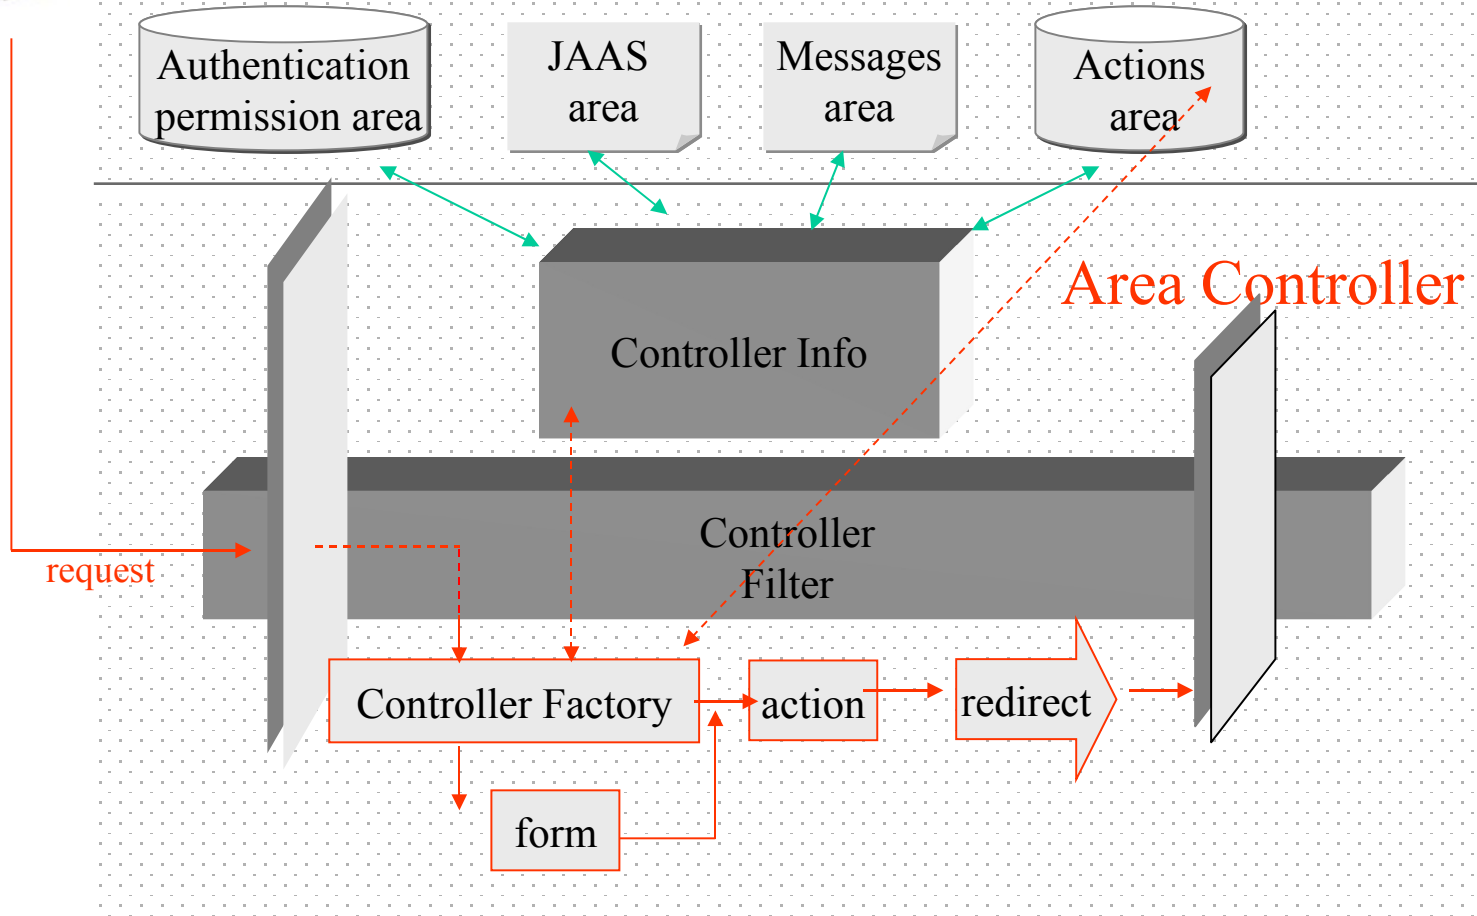 Authentication
permission area
JAAS
area
Messages
area
Actions
area
Area Controller
Controller Info
Controller
Filter
request
Controller Factory
action
redirect
form